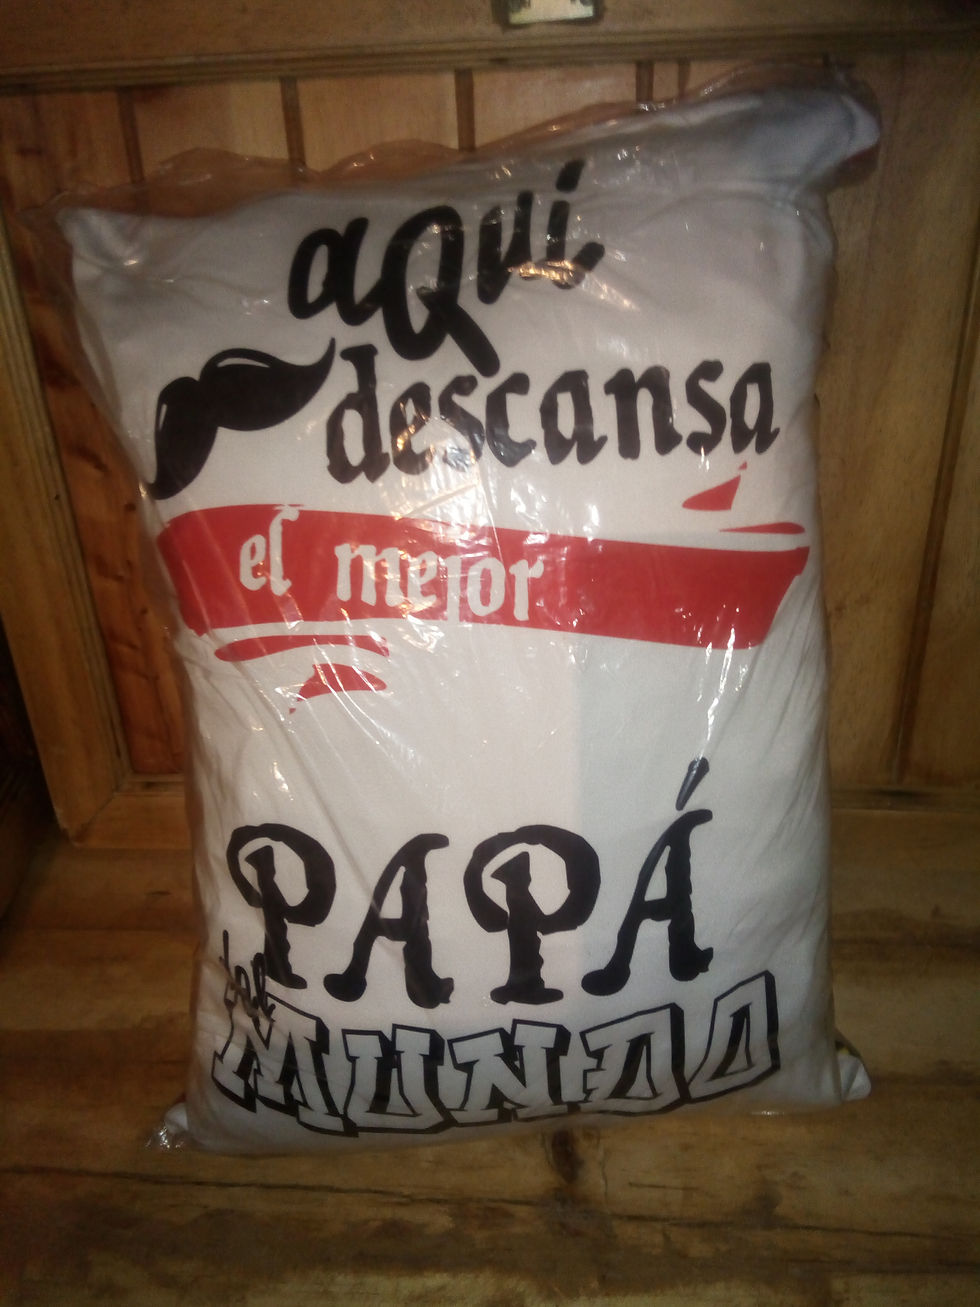 aQui
descansa
el mejor
PAPÁ
del
MUNDO